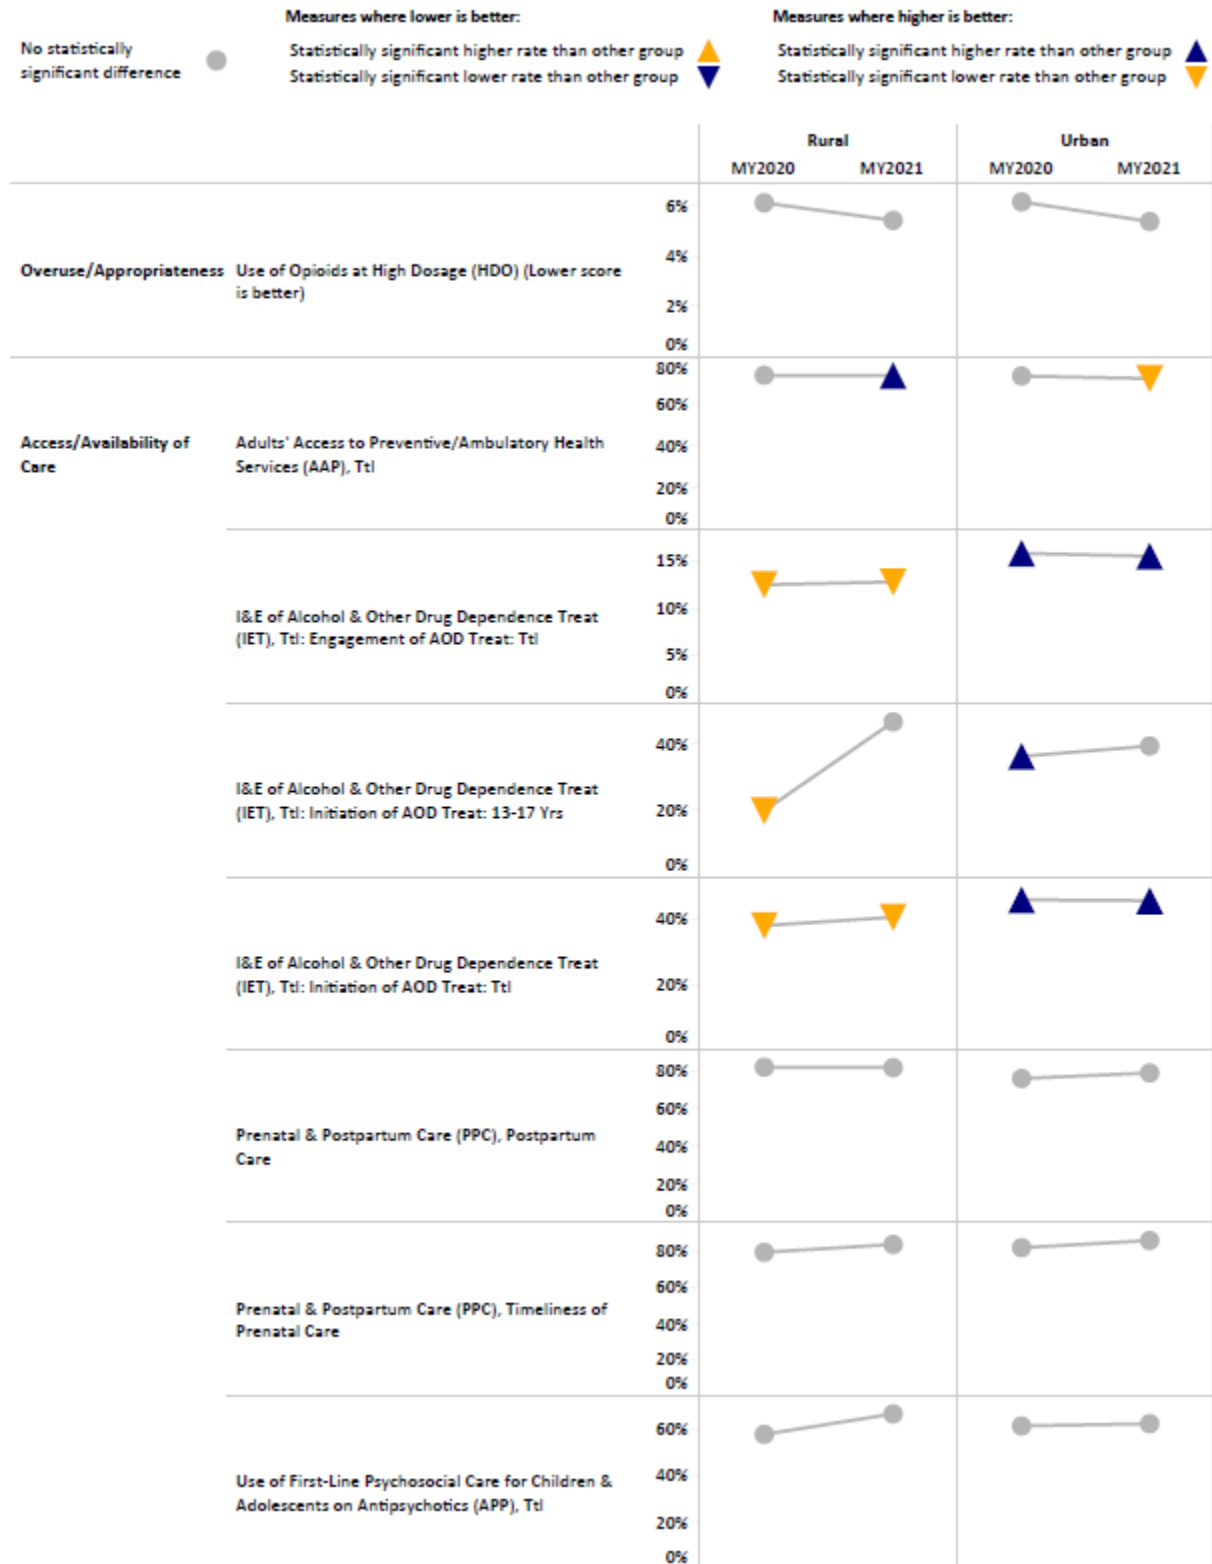 Measures where lower is better:
Measures where higher is better:
No statistically
significant difference
Statistically significant higher rate than other group
Statistically significant lower rate than other group
Statistically significant higher rate than other group
Statistically significant lower rate than other group
Rural
Urban
MY2020
MY2021
MY2020
MY2021
Overuse/Appropriateness
Use of Opioids at High Dosage (HDO) (Lower score
is better)
6%
4%
2%
0%
Access/Availability of
Care
Adults' Access to Preventive/Ambulatory Health
Services (AAP), Ttl
80%
60%
40%
20%
0%
I&E of Alcohol & Other Drug Dependence Treat
(IET), Ttl: Engagement of AOD Treat: Ttl
15%
10%
5%
0%
I&E of Alcohol & Other Drug Dependence Treat
(IET), Ttl: Initiation of AOD Treat: 13-17 Yrs
40%
20%
0%
I&E of Alcohol & Other Drug Dependence Treat
(IET), Ttl: Initiation of AOD Treat: Ttl
40%
20%
0%
Prenatal & Postpartum Care (PPC), Postpartum
Care
80%
60%
40%
20%
0%
Prenatal & Postpartum Care (PPC), Timeliness of
Prenatal Care
80%
60%
40%
20%
0%
Use of First-Line Psychosocial Care for Children &
Adolescents on Antipsychotics (APP), Ttl
60%
40%
20%
0%